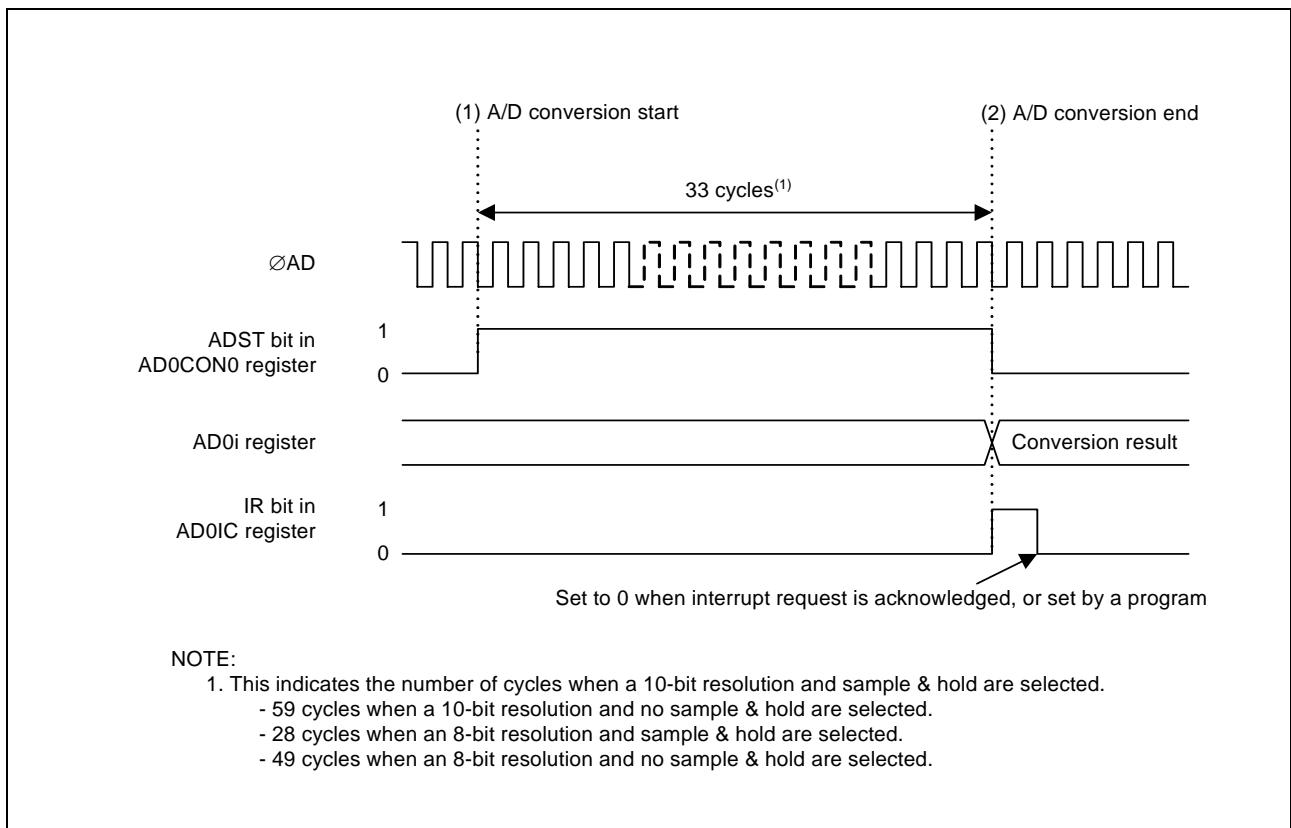 (1) A/D conversion start
(2) A/D conversion end
33 cycles(1)
∅AD
ADST bit in
AD0CON0 register
1
0
AD0i register
Conversion result
IR bit in
AD0IC register
1
0
Set to 0 when interrupt request is acknowledged, or set by a program
NOTE:
1. This indicates the number of cycles when a 10-bit resolution and sample & hold are selected.
- 59 cycles when a 10-bit resolution and no sample & hold are selected.
- 28 cycles when an 8-bit resolution and sample & hold are selected.
- 49 cycles when an 8-bit resolution and no sample & hold are selected.